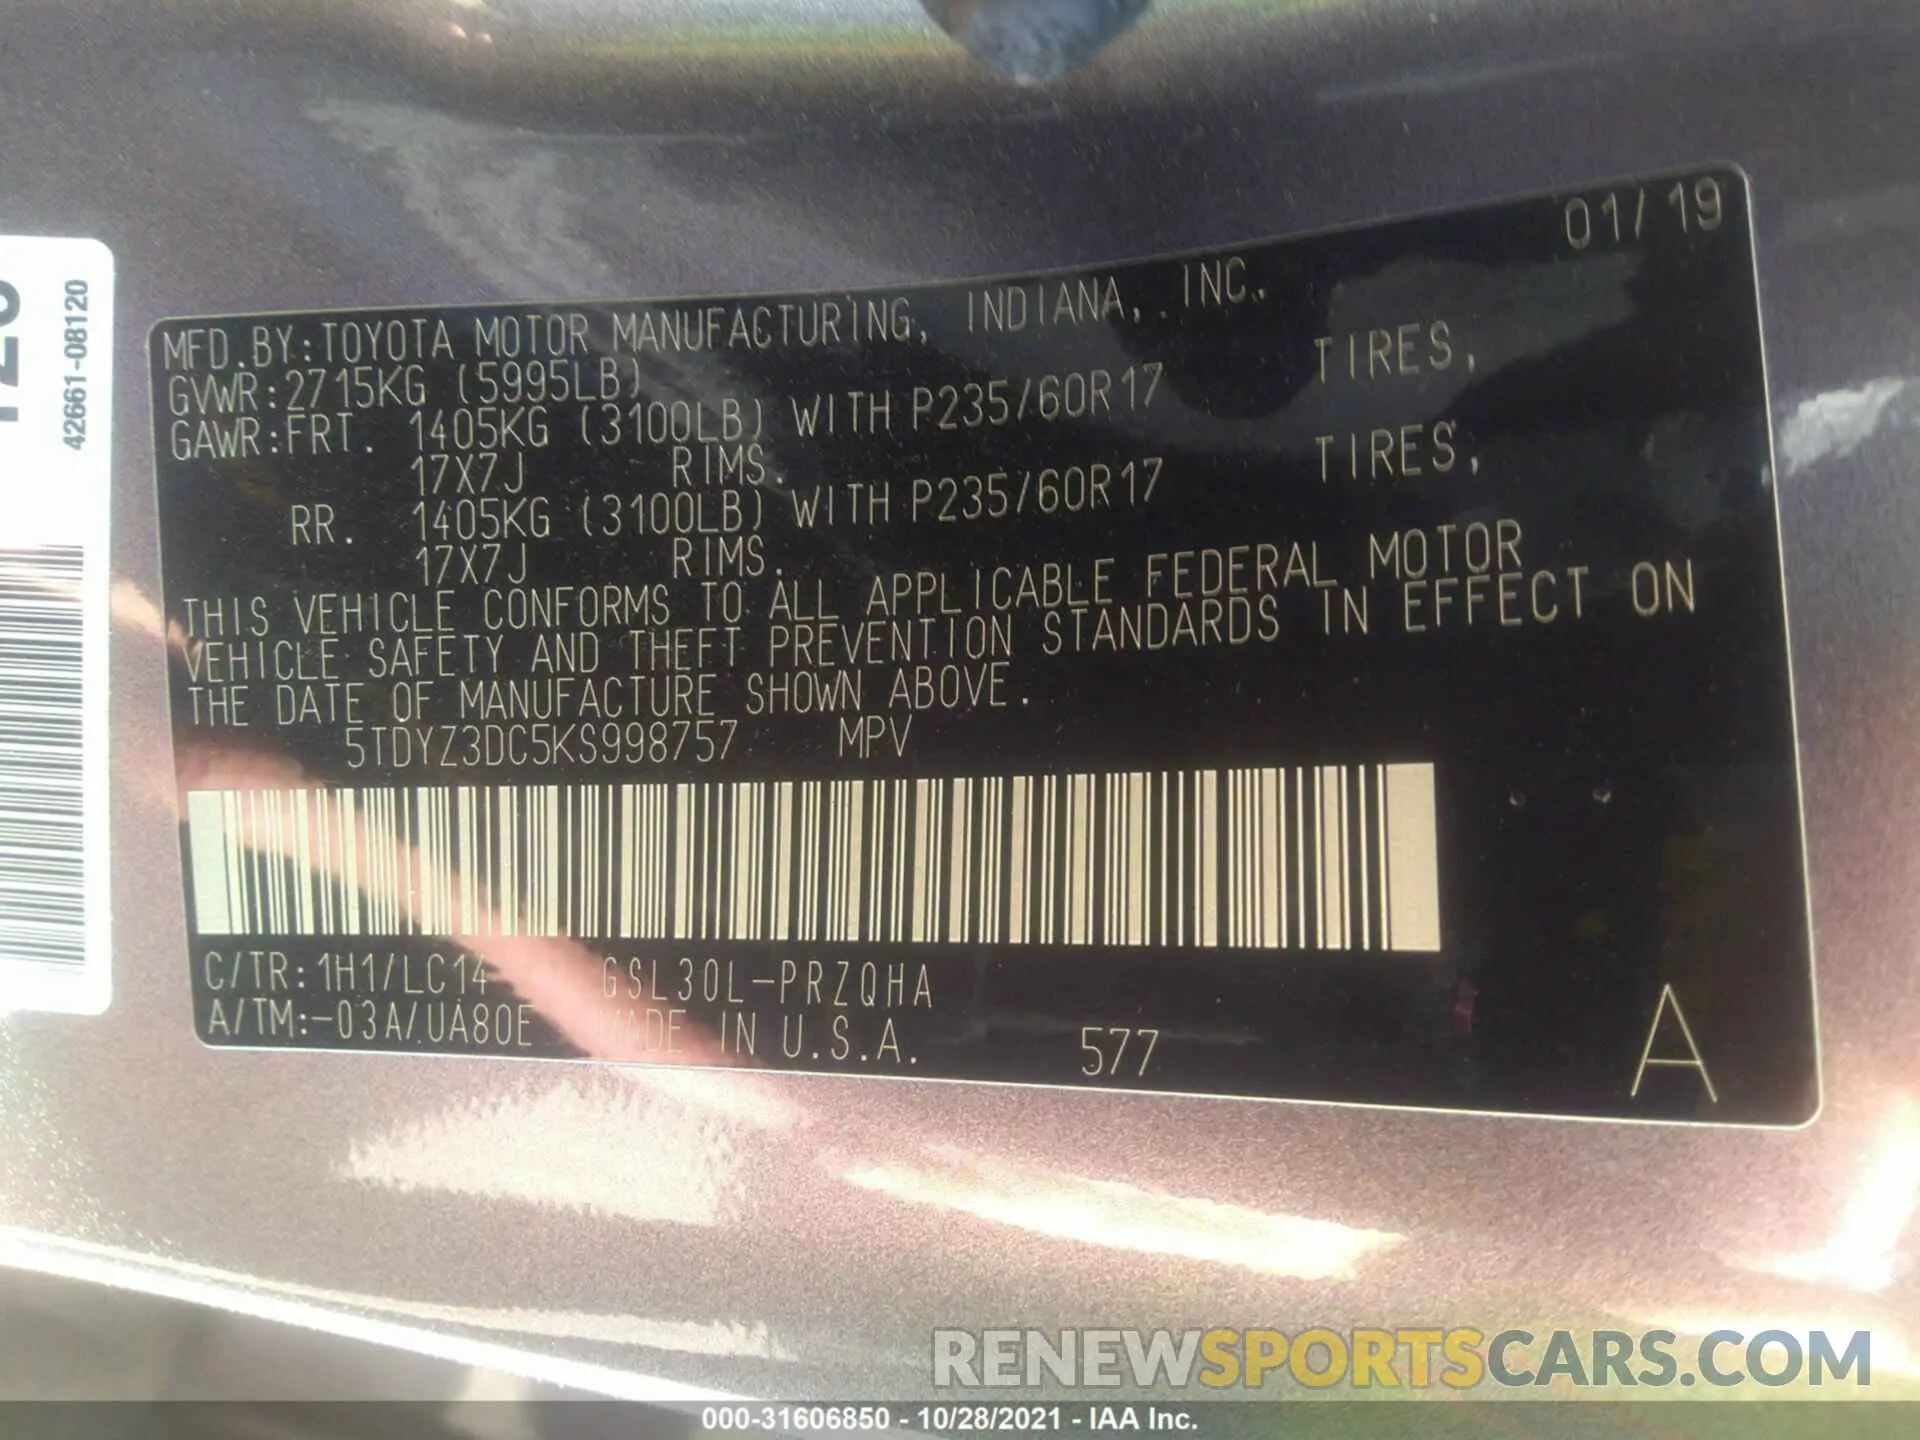 42661-08120
01/19
MFD.BY:TOYOTA MOTOR MANUFACTURING, INDIANA, INC.
GVWR:2715KG (5995LB)
GAWR:FRT. 1405KG (3100LB) WITH P235/60R17 TIRES,
17X7J RIMS.
RR. 1405KG (3100LB) WITH P235/60R17 TIRES,
17X7J RIMS.
THIS VEHICLE CONFORMS TO ALL APPLICABLE FEDERAL MOTOR
VEHICLE SAFETY AND THEFT PREVENTION STANDARDS IN EFFECT ON
THE DATE OF MANUFACTURE SHOWN ABOVE.
5TDYZ3DC5KS998757 MPV
C/TR:1H1/LC14 GSL30L-PRZQHA
A/TM:-03A/UA80E MADE IN U.S.A. 577 A
RENEWSPORTSCARS.COM
000-31606850 - 10/28/2021 - IAA Inc.